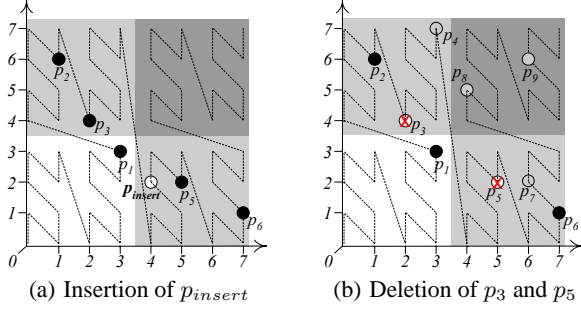 7
6
5
4
3
2
1
0
1 2 3 4 5 6 7
p2
p3
p1
pinsert
p5
p6
(a) Insertion of pinsert
7
6
5
4
3
2
1
0
1 2 3 4 5 6 7
p4
p2
p8
p9
p3
p1
p5
p7
p6
(b) Deletion of p3 and p5